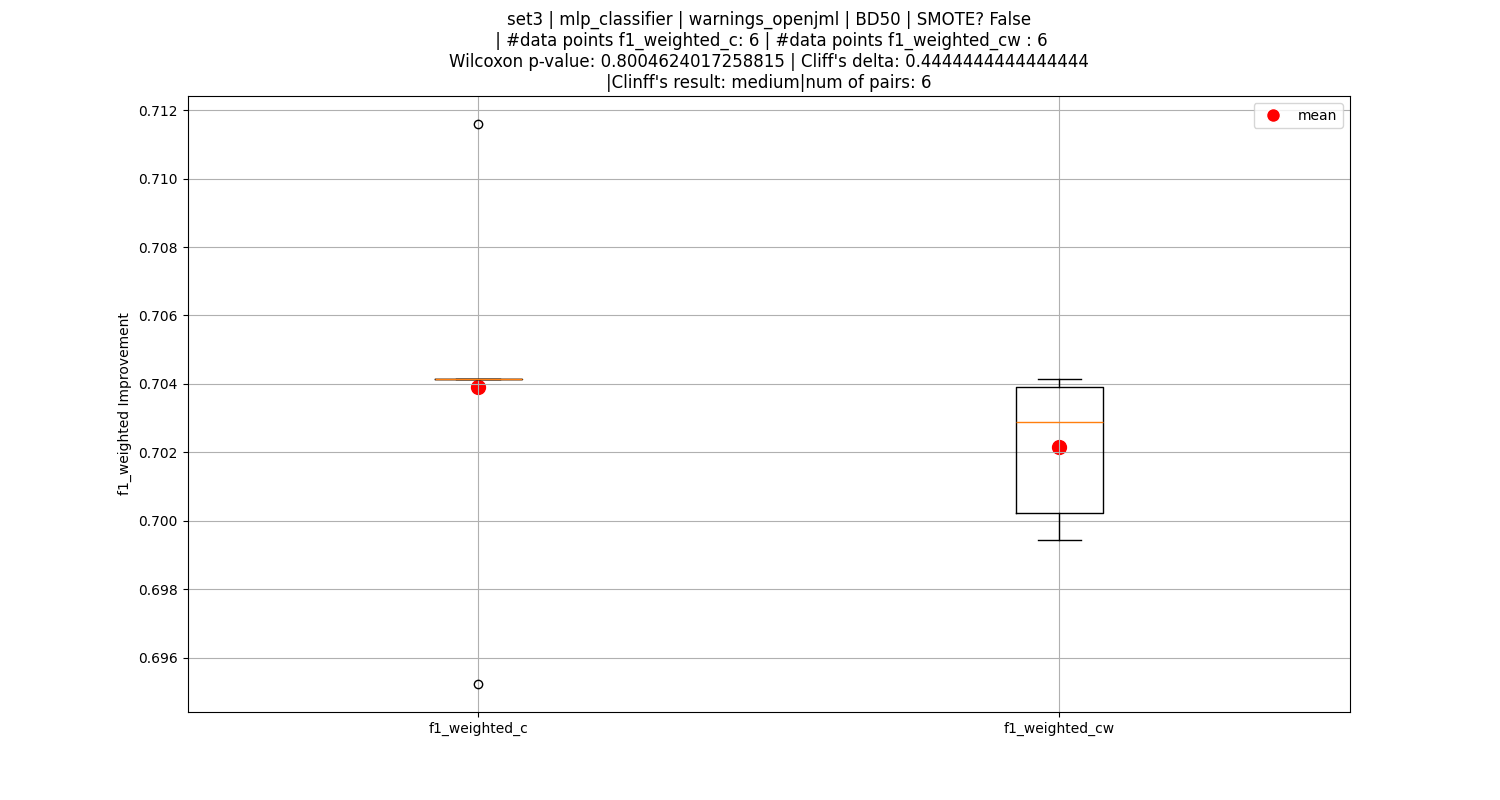 set3 | mlp_classifier | warnings_openjml | BD50 | SMOTE? False
| #data points f1_weighted_c: 6 | #data points f1_weighted_cw : 6
Wilcoxon p-value: 0.8004624017258815 | Cliff's delta: 0.4444444444444444
|Clinff's result: medium|num of pairs: 6
mean
f1_weighted Improvement
0.712
0.710
0.708
0.706
0.704
0.702
0.700
0.698
0.696
f1_weighted_c
f1_weighted_cw